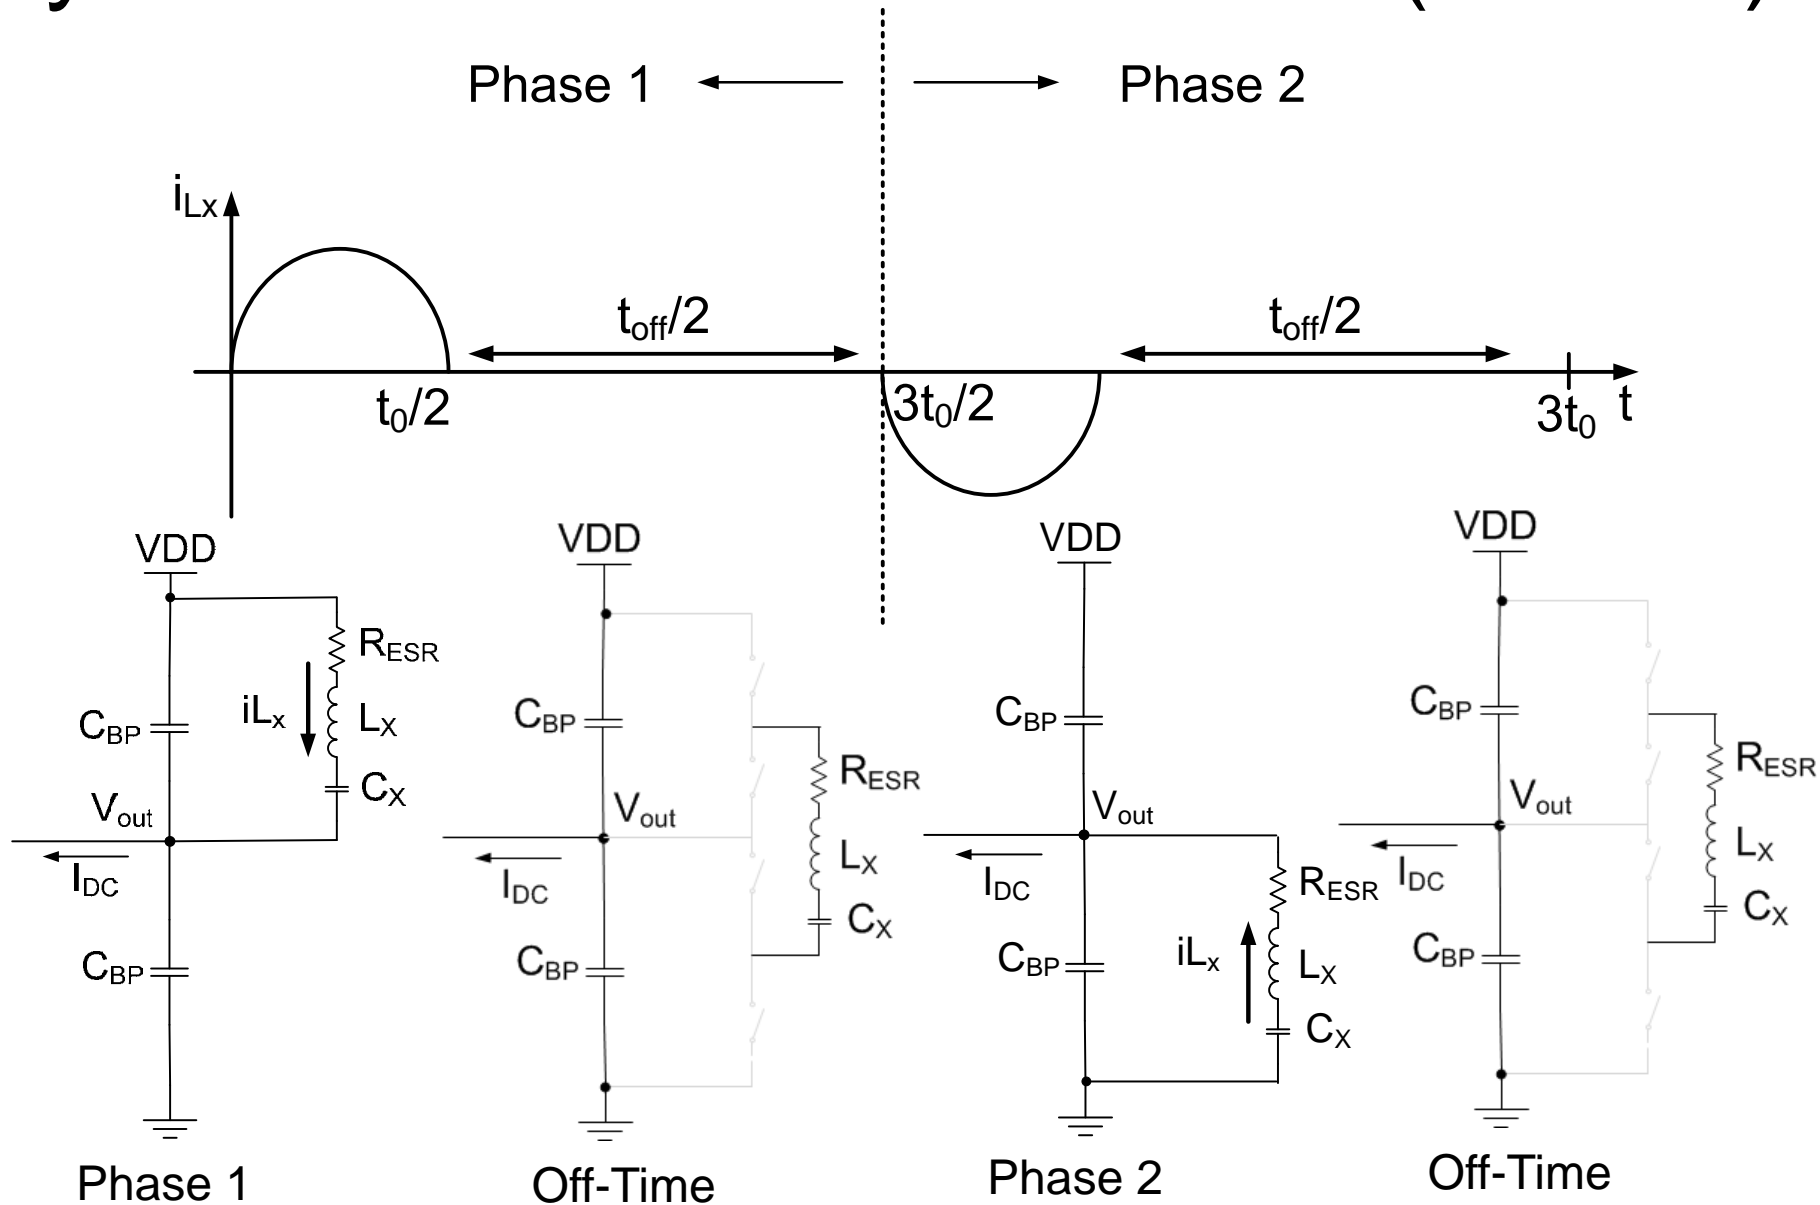 Phase 1
Phase 2
iLx
toff/2
toff/2
t0/2
3t0/2
3t0
t
VDD
RESR
iLx
LX
CBP
CX
Vout
IDC
CBP
Phase 1
VDD
CBP
RESR
Vout
LX
IDC
CX
CBP
Off-Time
VDD
CBP
Vout
IDC
RESR
CBP
iLx
LX
CX
Phase 2
VDD
CBP
RESR
Vout
LX
IDC
CX
CBP
Off-Time